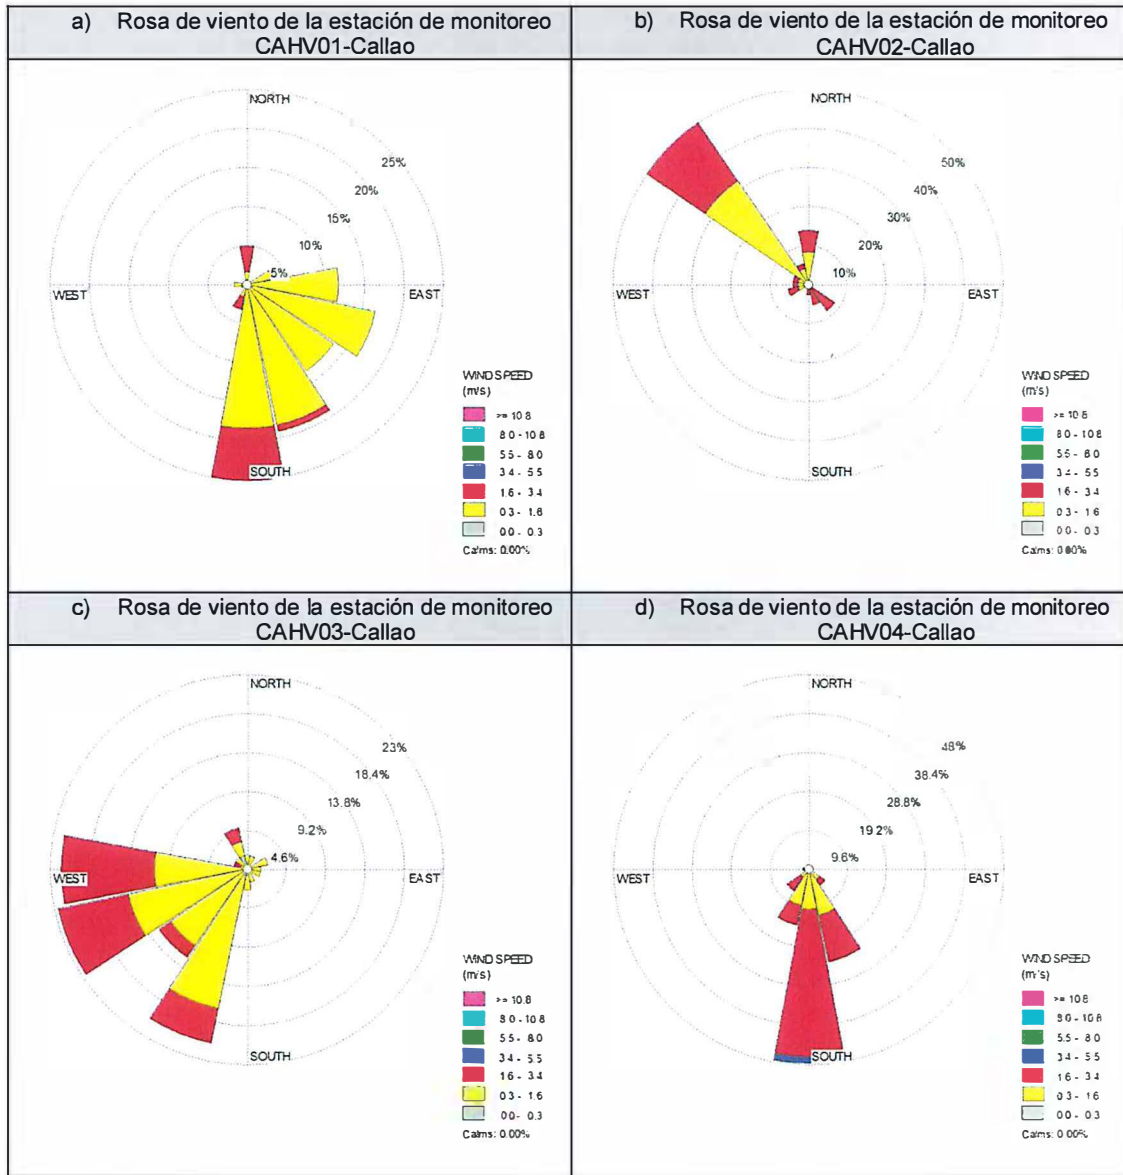 a) Rosa de viento de la estación de monitoreo
CAHV01-Callao
NORTH
25%
20%
15%
10%
5%
WEST
EAST
SOUTH
WIND SPEED
(m/s)
>= 10.8
8.0 - 10.8
5.5 - 8.0
3.4 - 5.5
1.6 - 3.4
0.3 - 1.6
0.0 - 0.3
Calms: 0.00%
b) Rosa de viento de la estación de monitoreo
CAHV02-Callao
NORTH
50%
40%
30%
20%
10%
WEST
EAST
SOUTH
WIND SPEED
(m/s)
>= 10.8
8.0 - 10.8
5.5 - 8.0
3.4 - 5.5
1.6 - 3.4
0.3 - 1.6
0.0 - 0.3
Calms: 0.00%
c) Rosa de viento de la estación de monitoreo
CAHV03-Callao
NORTH
23%
18.4%
13.8%
9.2%
4.6%
WEST
EAST
SOUTH
WIND SPEED
(m/s)
>= 10.8
8.0 - 10.8
5.5 - 8.0
3.4 - 5.5
1.6 - 3.4
0.3 - 1.6
0.0 - 0.3
Calms: 0.00%
d) Rosa de viento de la estación de monitoreo
CAHV04-Callao
NORTH
48%
38.4%
28.8%
19.2%
9.6%
WEST
EAST
SOUTH
WIND SPEED
(m/s)
>= 10.8
8.0 - 10.8
5.5 - 8.0
3.4 - 5.5
1.6 - 3.4
0.3 - 1.6
0.0 - 0.3
Calms: 0.00%